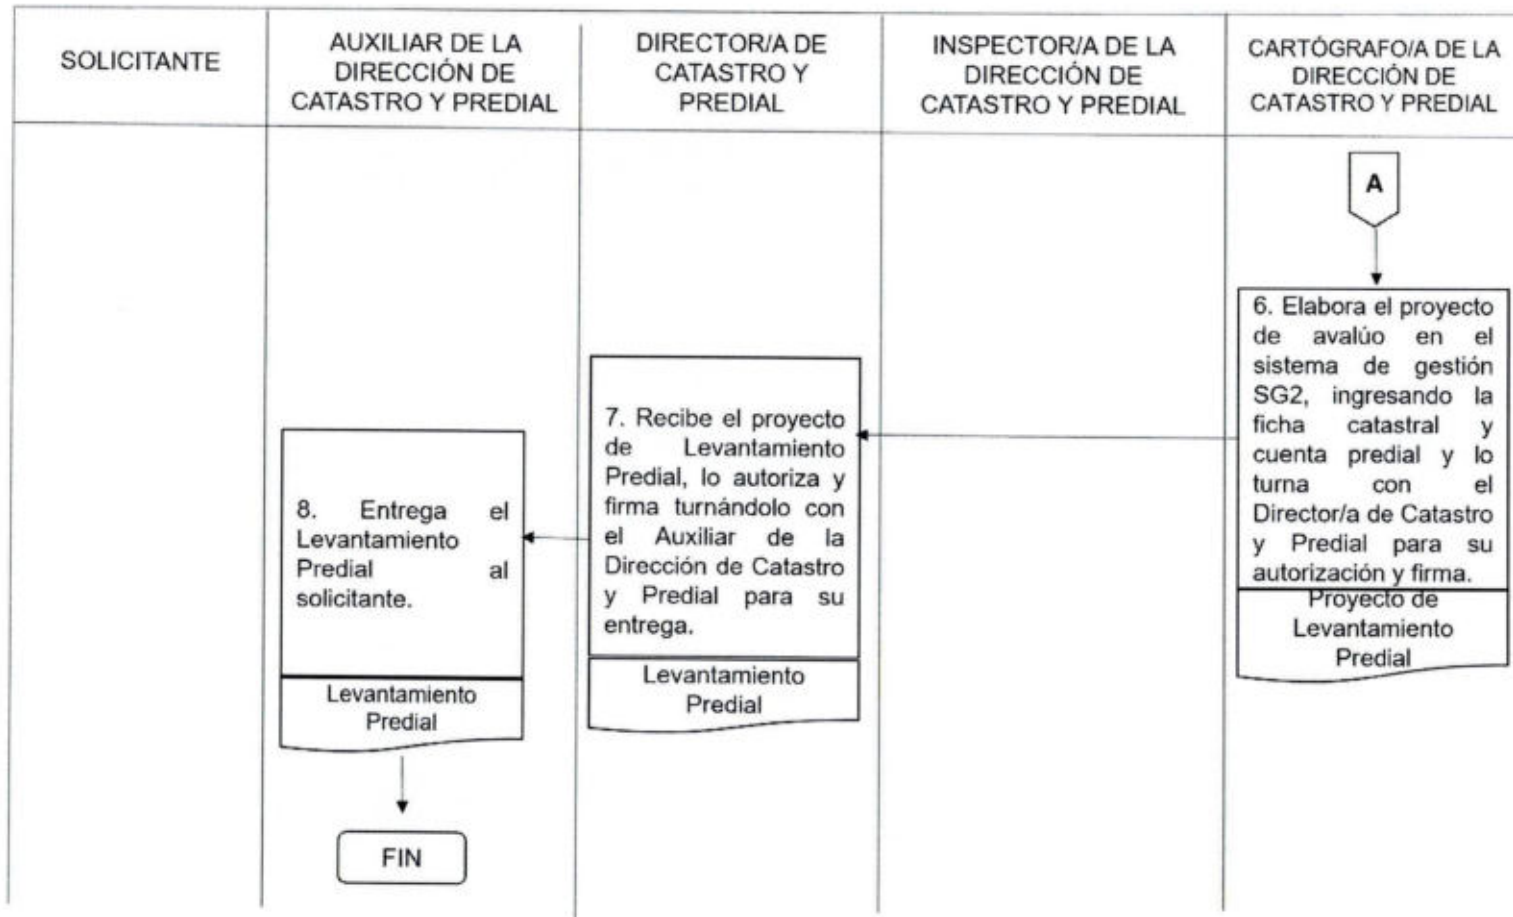 SOLICITANTE
AUXILIAR DE LA
DIRECCIÓN DE
CATASTRO Y PREDIAL
DIRECTOR/A DE
CATASTRO Y
PREDIAL
INSPECTOR/A DE LA
DIRECCIÓN DE
CATASTRO Y PREDIAL
CARTÓGRAFO/A DE LA
DIRECCIÓN DE
CATASTRO Y PREDIAL
A
6. Elabora el proyecto
de avalúo en el
sistema de gestión
SG2, ingresando la
ficha catastral y
cuenta predial y lo
turna con el
Director/a de Catastro
y Predial para su
autorización y firma.
Proyecto de
Levantamiento
Predial
7. Recibe el proyecto
de Levantamiento
Predial, lo autoriza y
firma turnándolo con
el Auxiliar de la
Dirección de Catastro
y Predial para su
entrega.
Levantamiento
Predial
8. Entrega el
Levantamiento
Predial al
solicitante.
Levantamiento
Predial
FIN